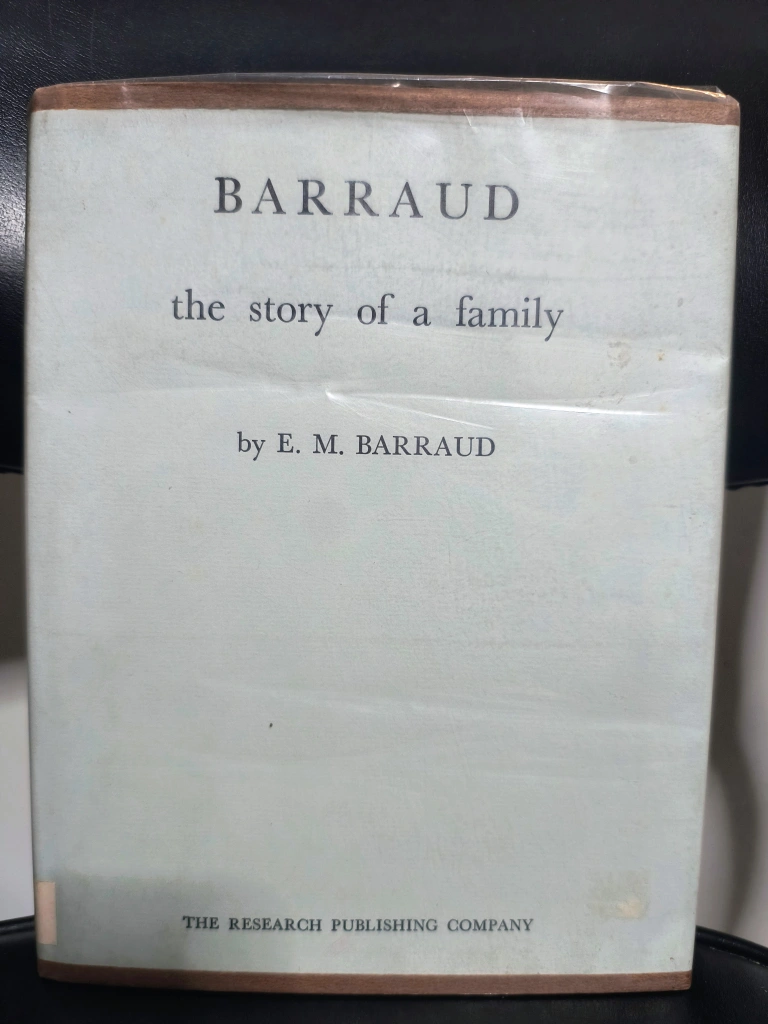 BARRAUD
the story of a family
by E. M. BARRAUD
THE RESEARCH PUBLISHING COMPANY